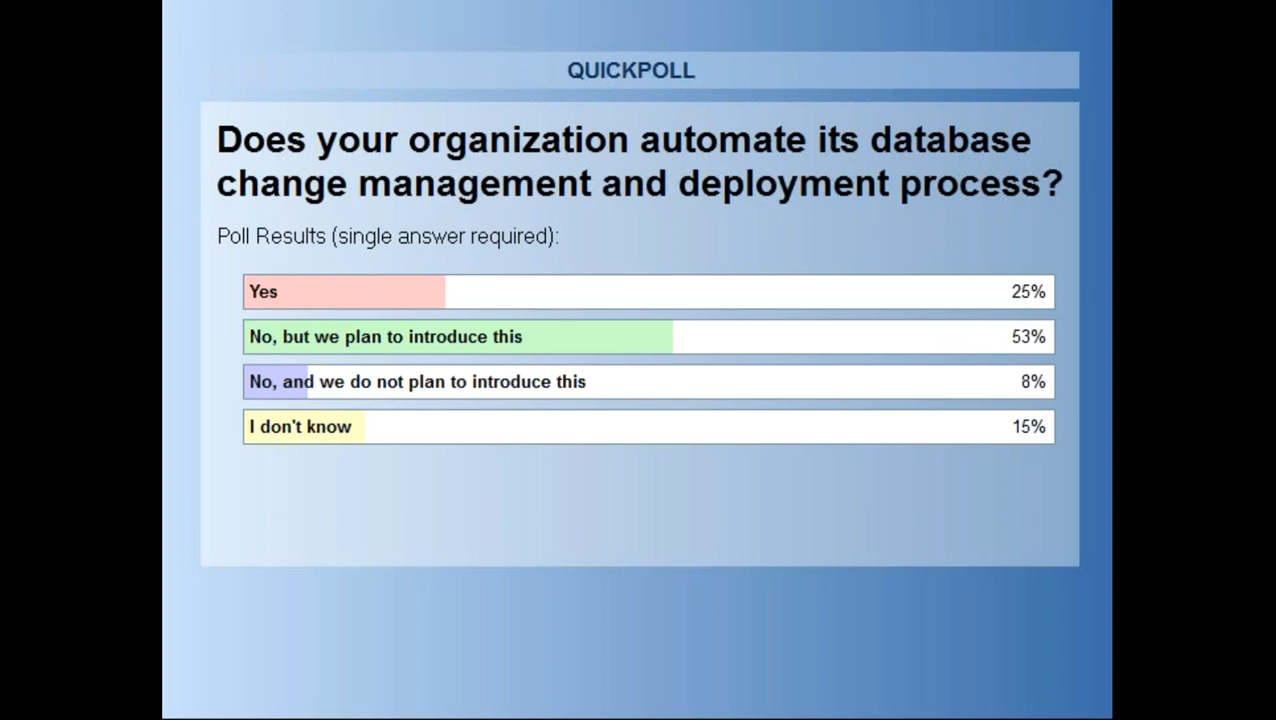 QUICKPOLL
Does your organization automate its database
change management and deployment process?
Poll Results (single answer required):
Yes 25%
No, but we plan to introduce this 53%
No, and we do not plan to introduce this 8%
I don't know 15%